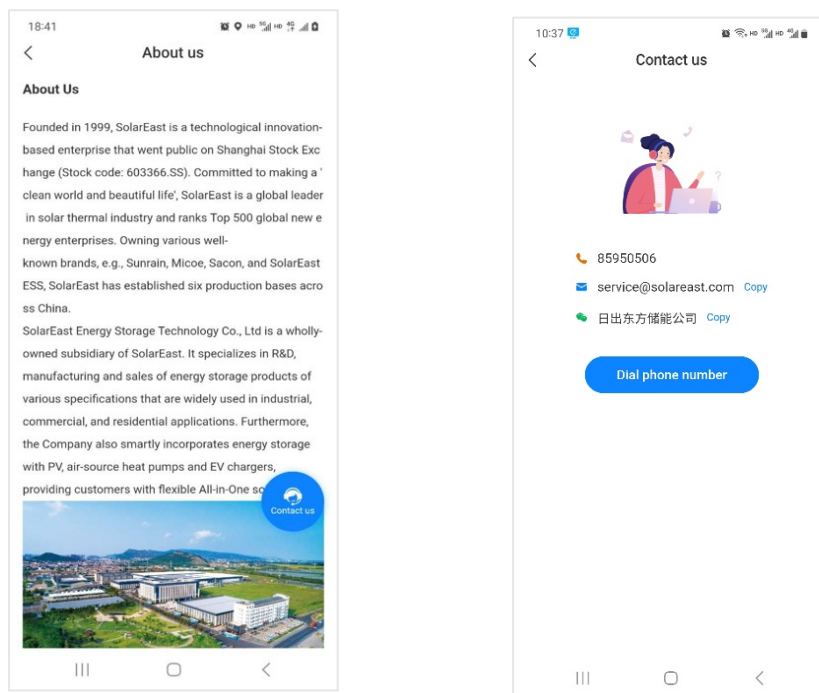 18:41
HD 5G HD 4G
About us
About Us
Founded in 1999, SolarEast is a technological innovation-
based enterprise that went public on Shanghai Stock Exc
hange (Stock code: 603366.SS). Committed to making a '
clean world and beautiful life', SolarEast is a global leader
in solar thermal industry and ranks Top 500 global new e
nergy enterprises. Owning various well-
known brands, e.g., Sunrain, Micoe, Sacon, and SolarEast
ESS, SolarEast has established six production bases acro
ss China.
SolarEast Energy Storage Technology Co., Ltd is a wholly-
owned subsidiary of SolarEast. It specializes in R&D,
manufacturing and sales of energy storage products of
various specifications that are widely used in industrial,
commercial, and residential applications. Furthermore,
the Company also smartly incorporates energy storage
with PV, air-source heat pumps and EV chargers,
providing customers with flexible All-in-One so
Contact us
10:37
HD 5G HD 4G
Contact us
85950506
service@solareast.com Copy
日出东方储能公司 Copy
Dial phone number